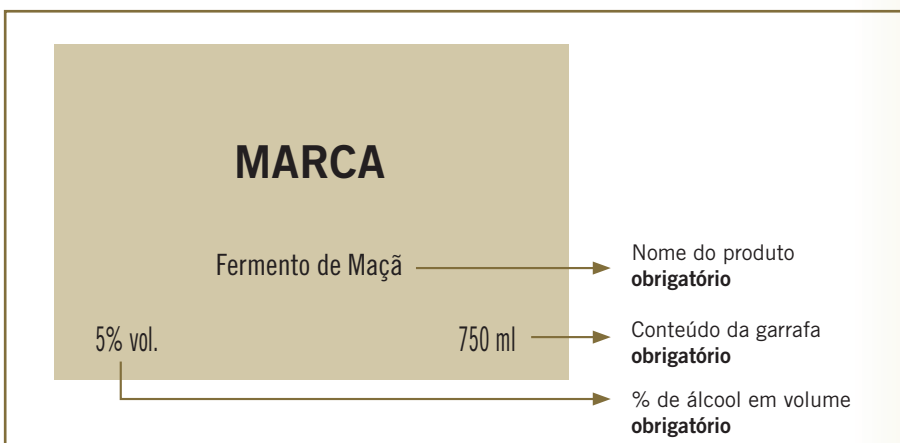 MARCA
Fermento de Maçã
Nome do produto
obrigatório
5% vol.
750 ml
Conteúdo da garrafa
obrigatório
% de álcool em volume
obrigatório